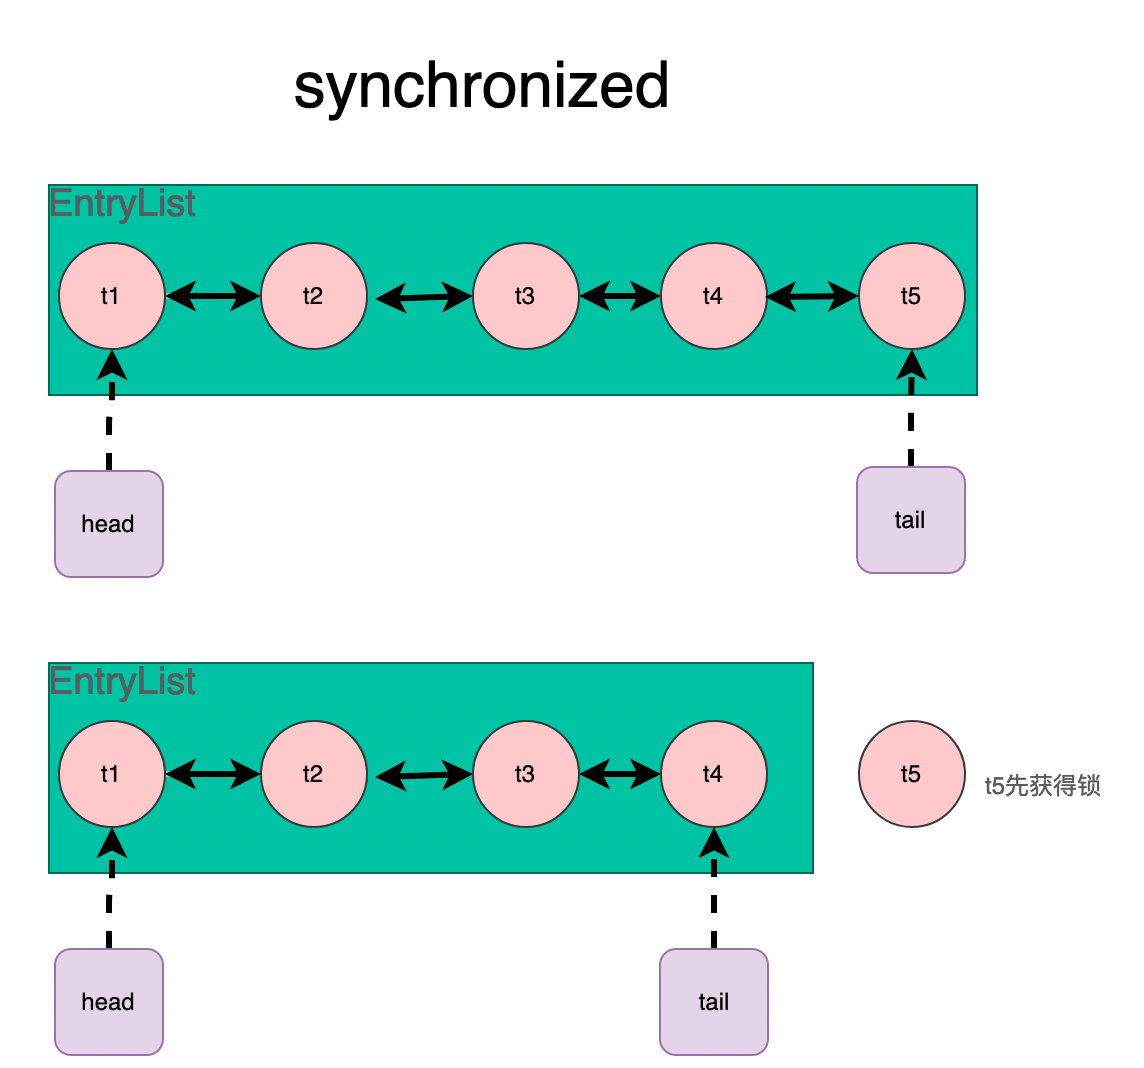 synchronized
EntryList
t1
t2
t3
t4
t5
head
tail
EntryList
t1
t2
t3
t4
t5
t5先获得锁
head
tail